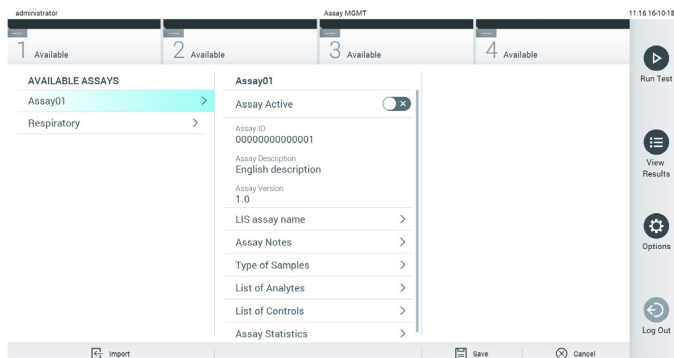 administrator Assay MGMT 11:16 16-10-18
--:-- --:-- --:-- --:--
1 Available 2 Available 3 Available 4 Available
Run Test
View Results
Options
Log Out
AVAILABLE ASSAYS
Assay01
Respiratory
Assay01
Assay Active
Assay ID
00000000000001
Assay Description
English description
Assay Version
1.0
LIS assay name
Assay Notes
Type of Samples
List of Analytes
List of Controls
Assay Statistics
Import Save Cancel